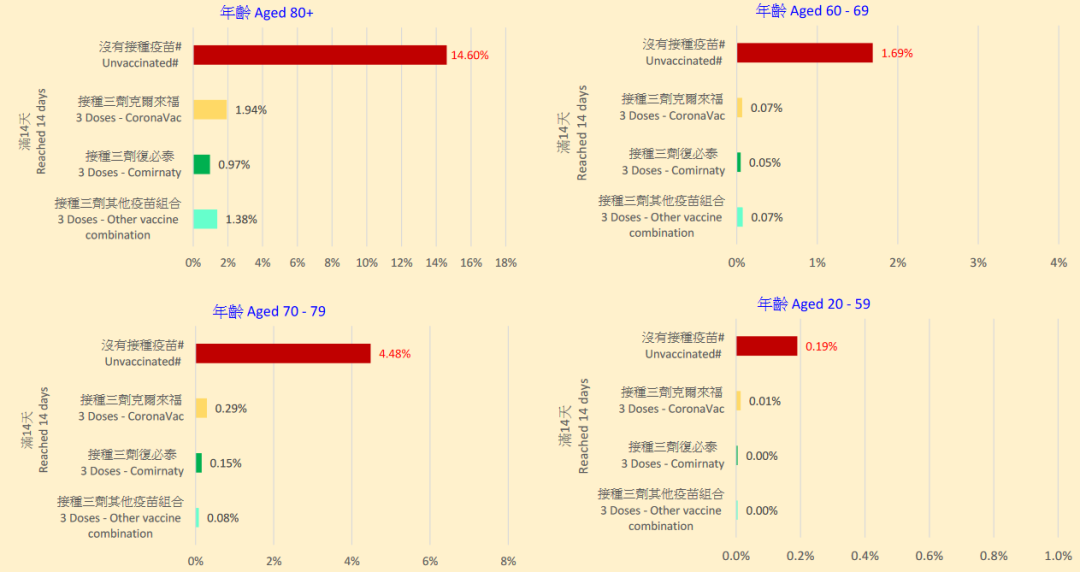 年齡 Aged 80+
沒有接種疫苗#
Unvaccinated#
14.60%
接種三劑克爾來福
3 Doses - CoronaVac
1.94%
滿14天
Reached 14 days
接種三劑復必泰
3 Doses - Comirnaty
0.97%
接種三劑其他疫苗組合
3 Doses - Other vaccine
combination
1.38%
0% 2% 4% 6% 8% 10% 12% 14% 16% 18%
年齡 Aged 60 - 69
沒有接種疫苗#
Unvaccinated#
1.69%
接種三劑克爾來福
3 Doses - CoronaVac
0.07%
滿14天
Reached 14 days
接種三劑復必泰
3 Doses - Comirnaty
0.05%
接種三劑其他疫苗組合
3 Doses - Other vaccine
combination
0.07%
0% 1% 2% 3% 4%
年齡 Aged 70 - 79
沒有接種疫苗#
Unvaccinated#
4.48%
接種三劑克爾來福
3 Doses - CoronaVac
0.29%
滿14天
Reached 14 days
接種三劑復必泰
3 Doses - Comirnaty
0.15%
接種三劑其他疫苗組合
3 Doses - Other vaccine
combination
0.08%
0% 2% 4% 6% 8%
年齡 Aged 20 - 59
沒有接種疫苗#
Unvaccinated#
0.19%
接種三劑克爾來福
3 Doses - CoronaVac
0.01%
滿14天
Reached 14 days
接種三劑復必泰
3 Doses - Comirnaty
0.00%
接種三劑其他疫苗組合
3 Doses - Other vaccine
combination
0.00%
0.0% 0.2% 0.4% 0.6% 0.8% 1.0%